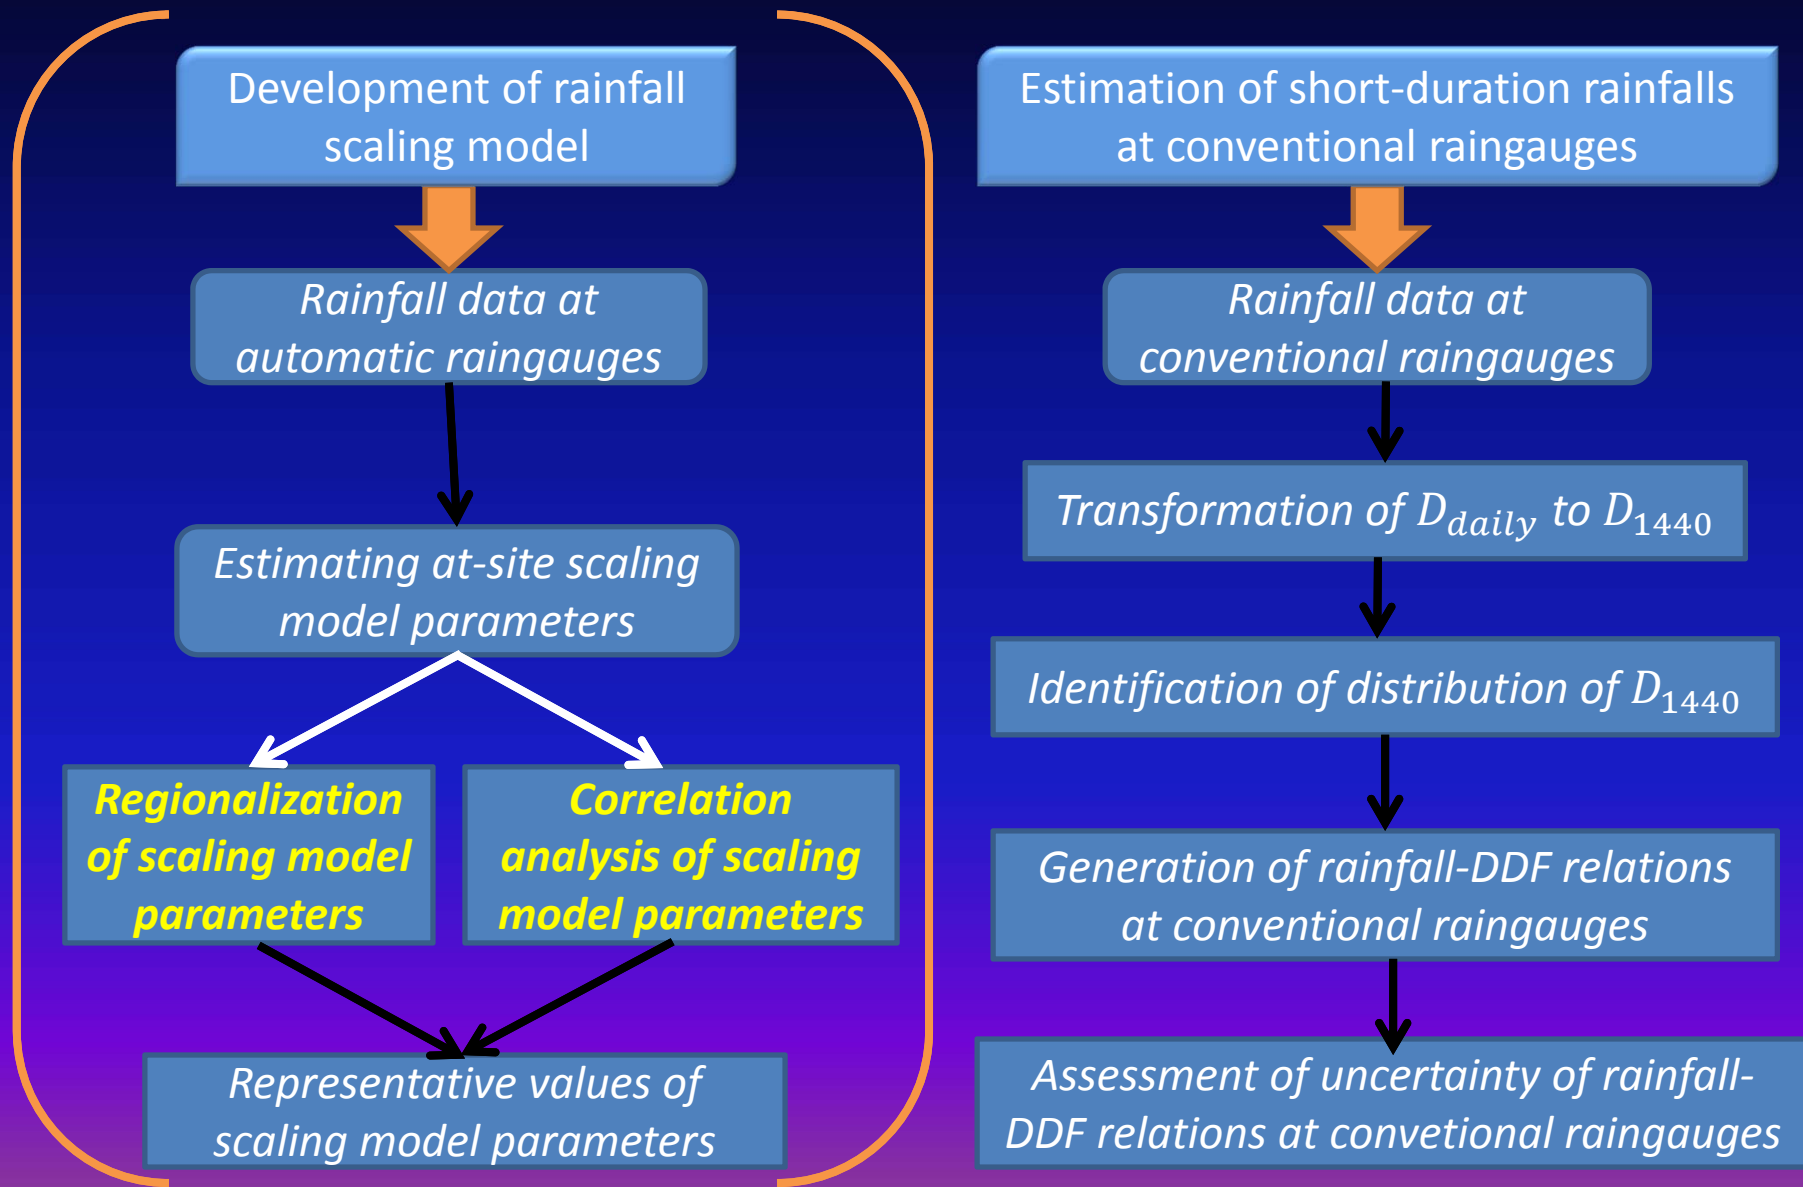 Development of rainfall
scaling model
Rainfall data at
automatic raingauges
Estimating at-site scaling
model parameters
Regionalization
of scaling model
parameters
Correlation
analysis of scaling
model parameters
Representative values of
scaling model parameters
Estimation of short-duration rainfalls
at conventional raingauges
Rainfall data at
conventional raingauges
Transformation of D_daily to D_1440
Identification of distribution of D_1440
Generation of rainfall-DDF relations
at conventional raingauges
Assessment of uncertainty of rainfall-
DDF relations at convetional raingauges